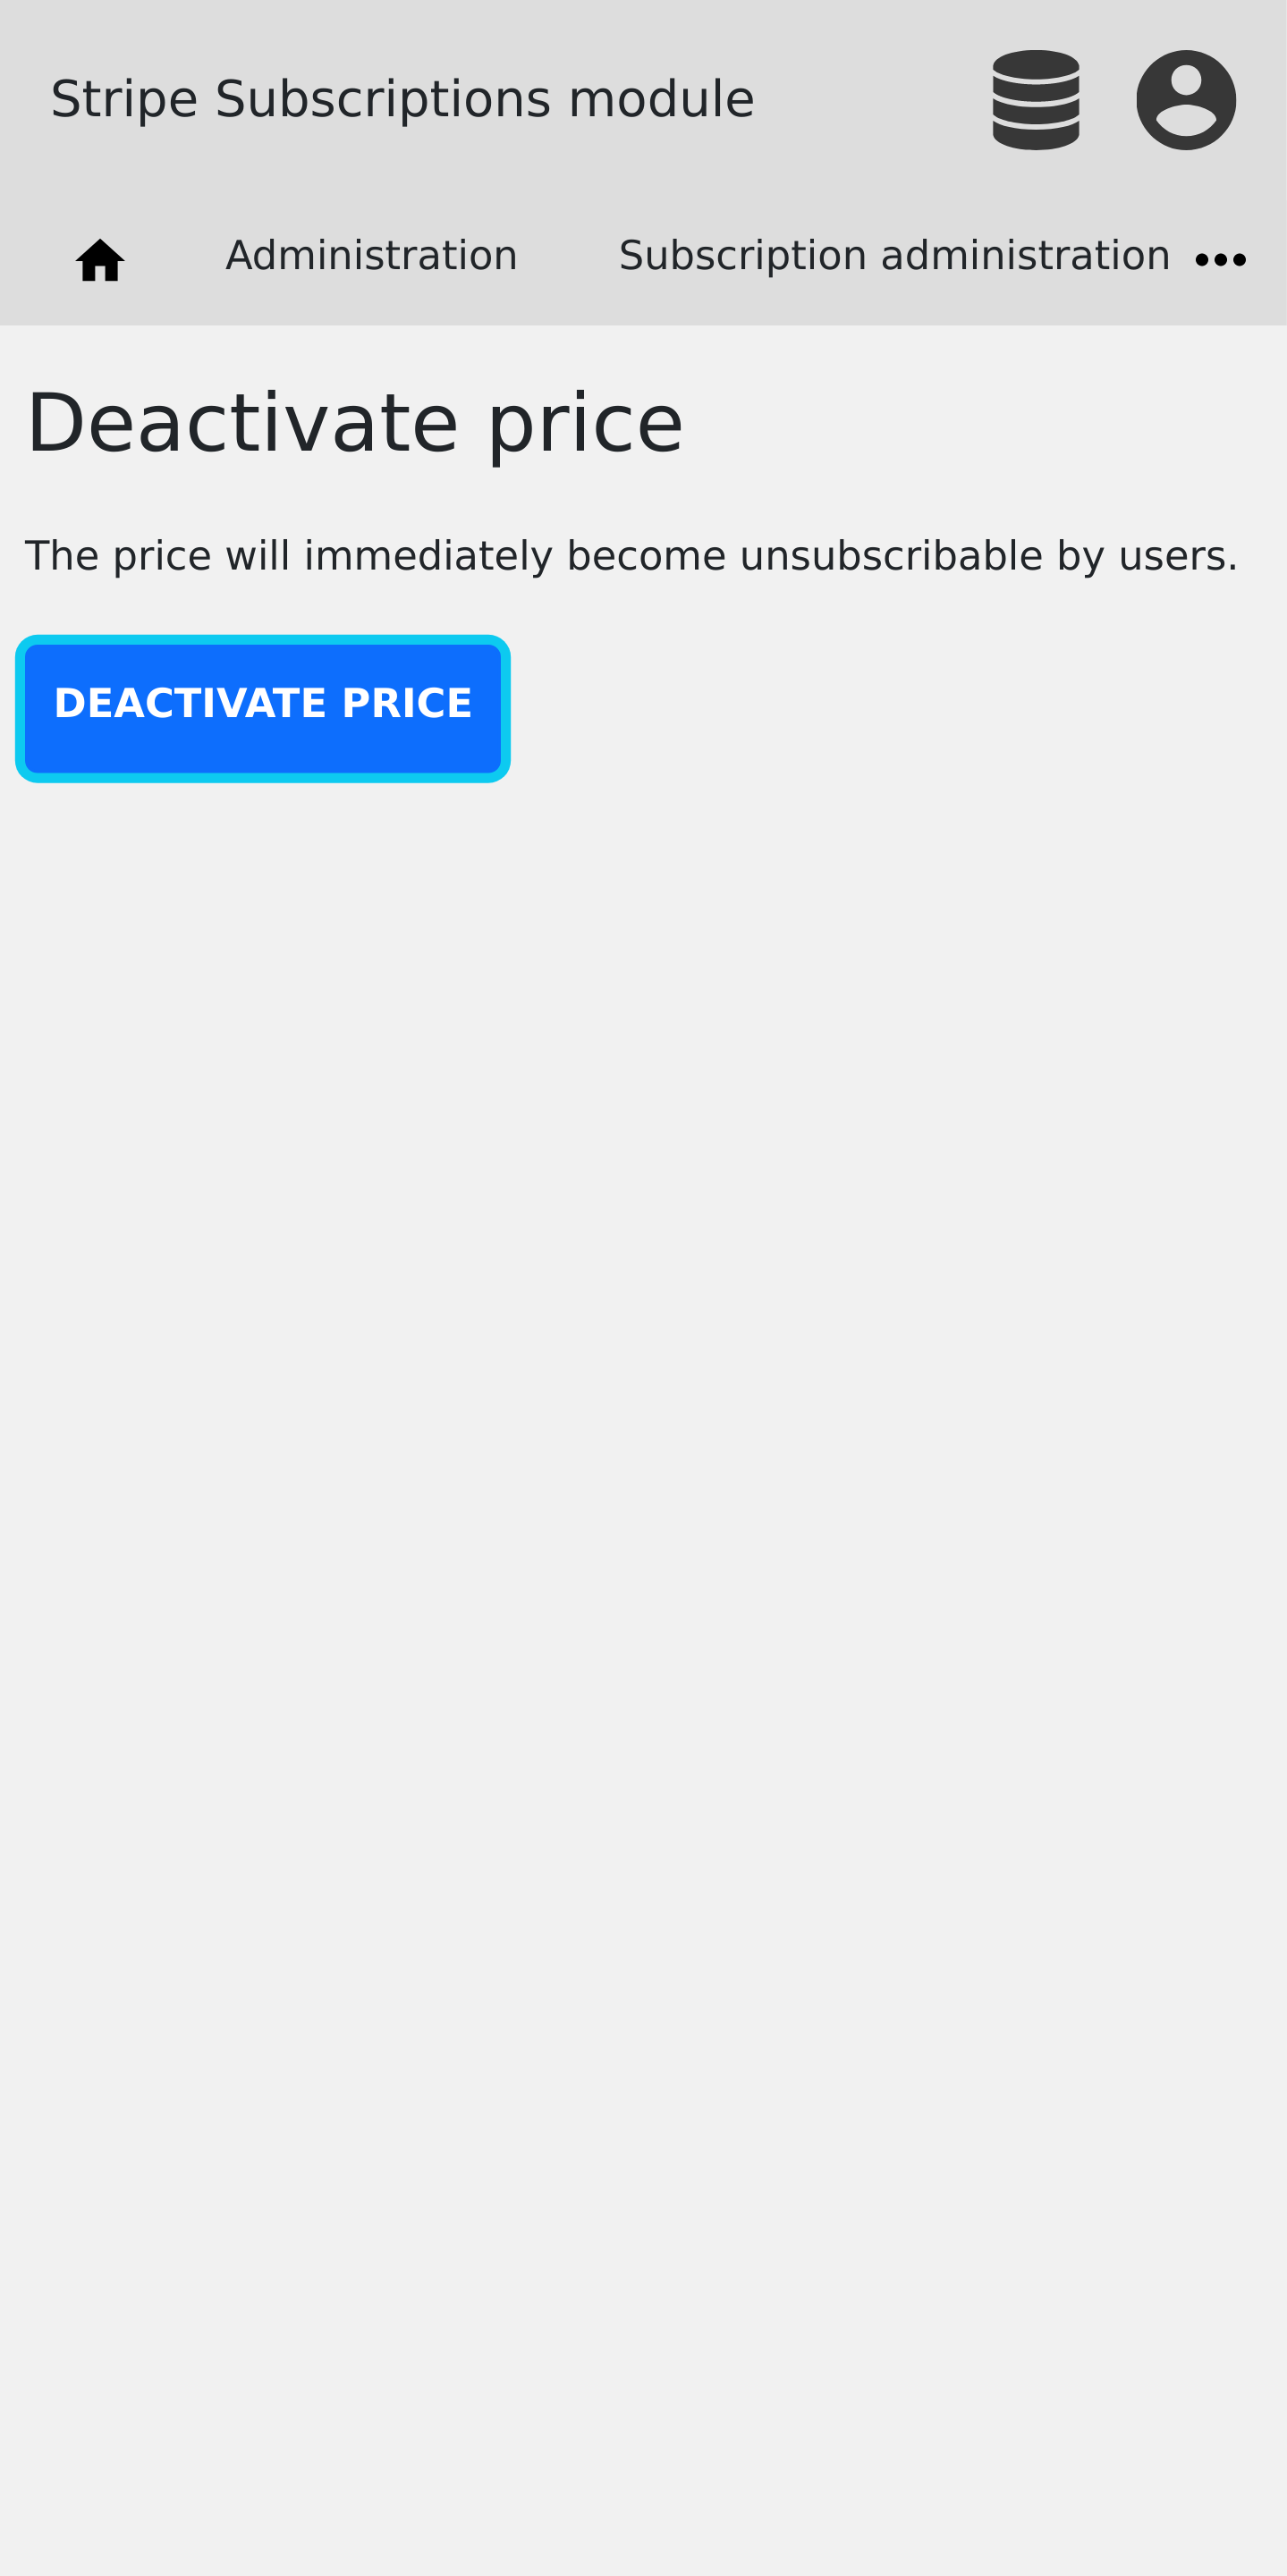 Stripe Subscriptions module
Administration Subscription administration
Deactivate price
The price will immediately become unsubscribable by users.
DEACTIVATE PRICE